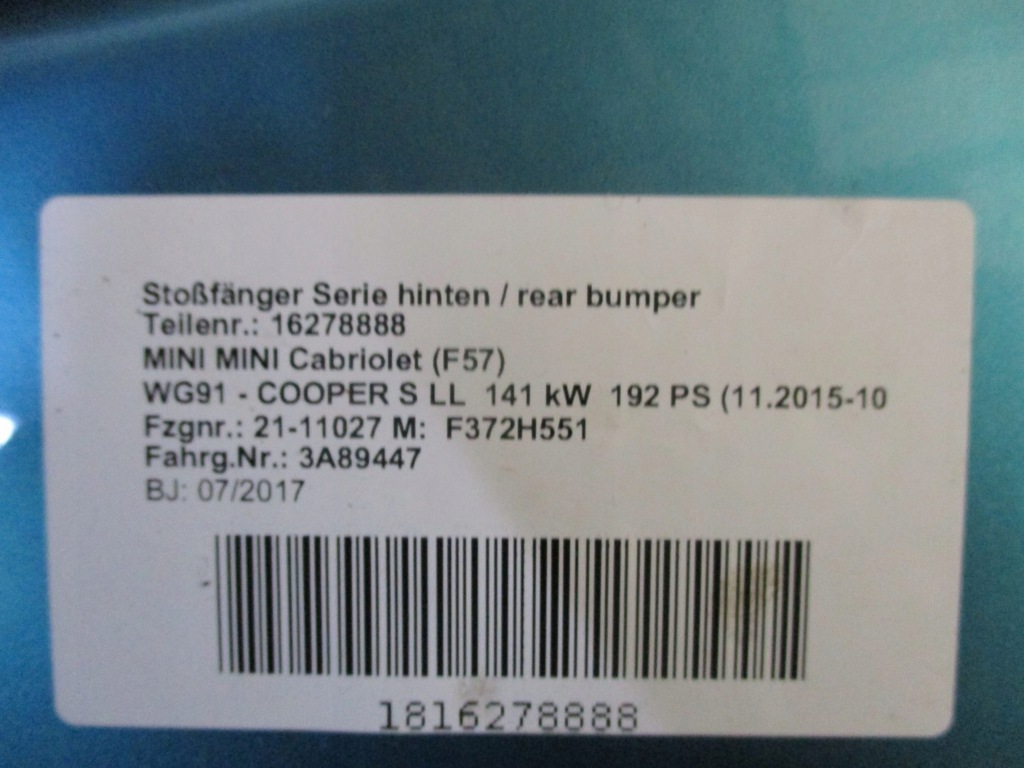 Stoßfänger Serie hinten / rear bumper
Teilenr.: 16278888
MINI MINI Cabriolet (F57)
WG91 - COOPER S LL 141 kW 192 PS (11.2015-10
Fzgnr.: 21-11027 M: F372H551
Fahrg.Nr.: 3A89447
BJ: 07/2017
1816278888